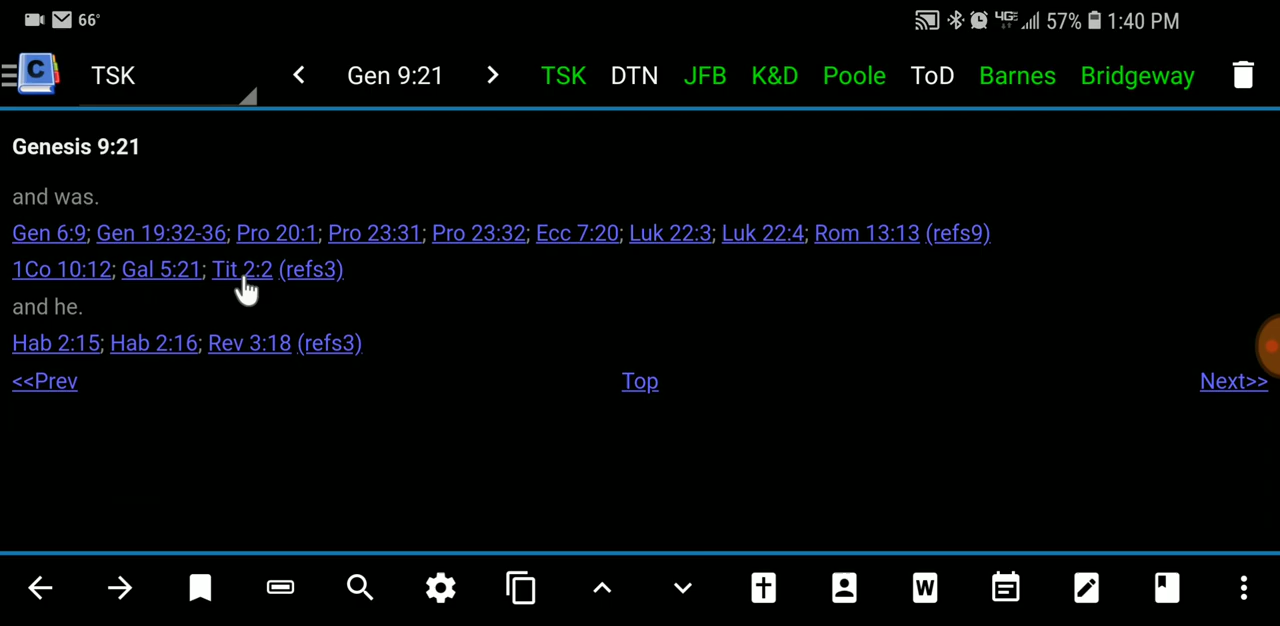 66° 4GE 57% 1:40 PM
C TSK < Gen 9:21 > TSK DTN JFB K&D Poole ToD Barnes Bridgeway
Genesis 9:21
and was.
Gen 6:9; Gen 19:32-36; Pro 20:1; Pro 23:31; Pro 23:32; Ecc 7:20; Luk 22:3; Luk 22:4; Rom 13:13 (refs9)
1Co 10:12; Gal 5:21; Tit 2:2 (refs3)
and he.
Hab 2:15; Hab 2:16; Rev 3:18 (refs3)
<<Prev Top Next>>
W